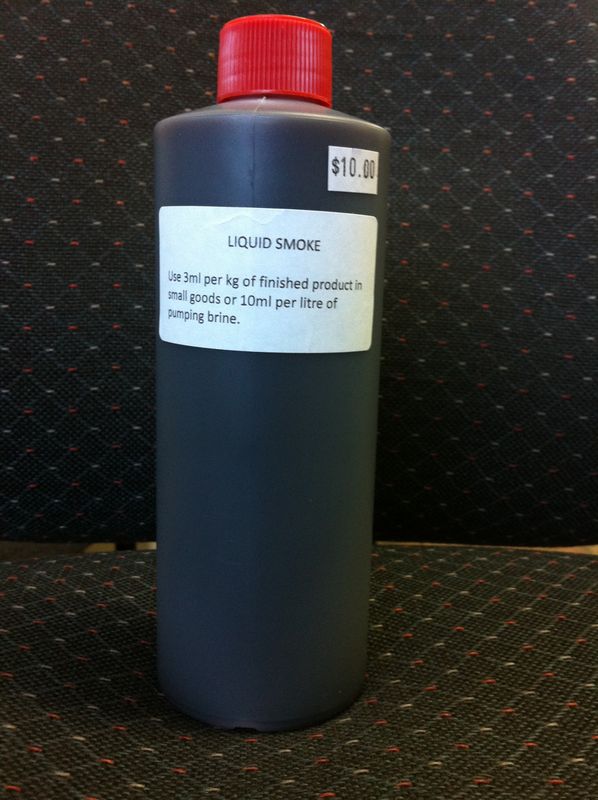 $10.00
LIQUID SMOKE
Use 3ml per kg of finished product in
small goods or 10ml per litre of
pumping brine.